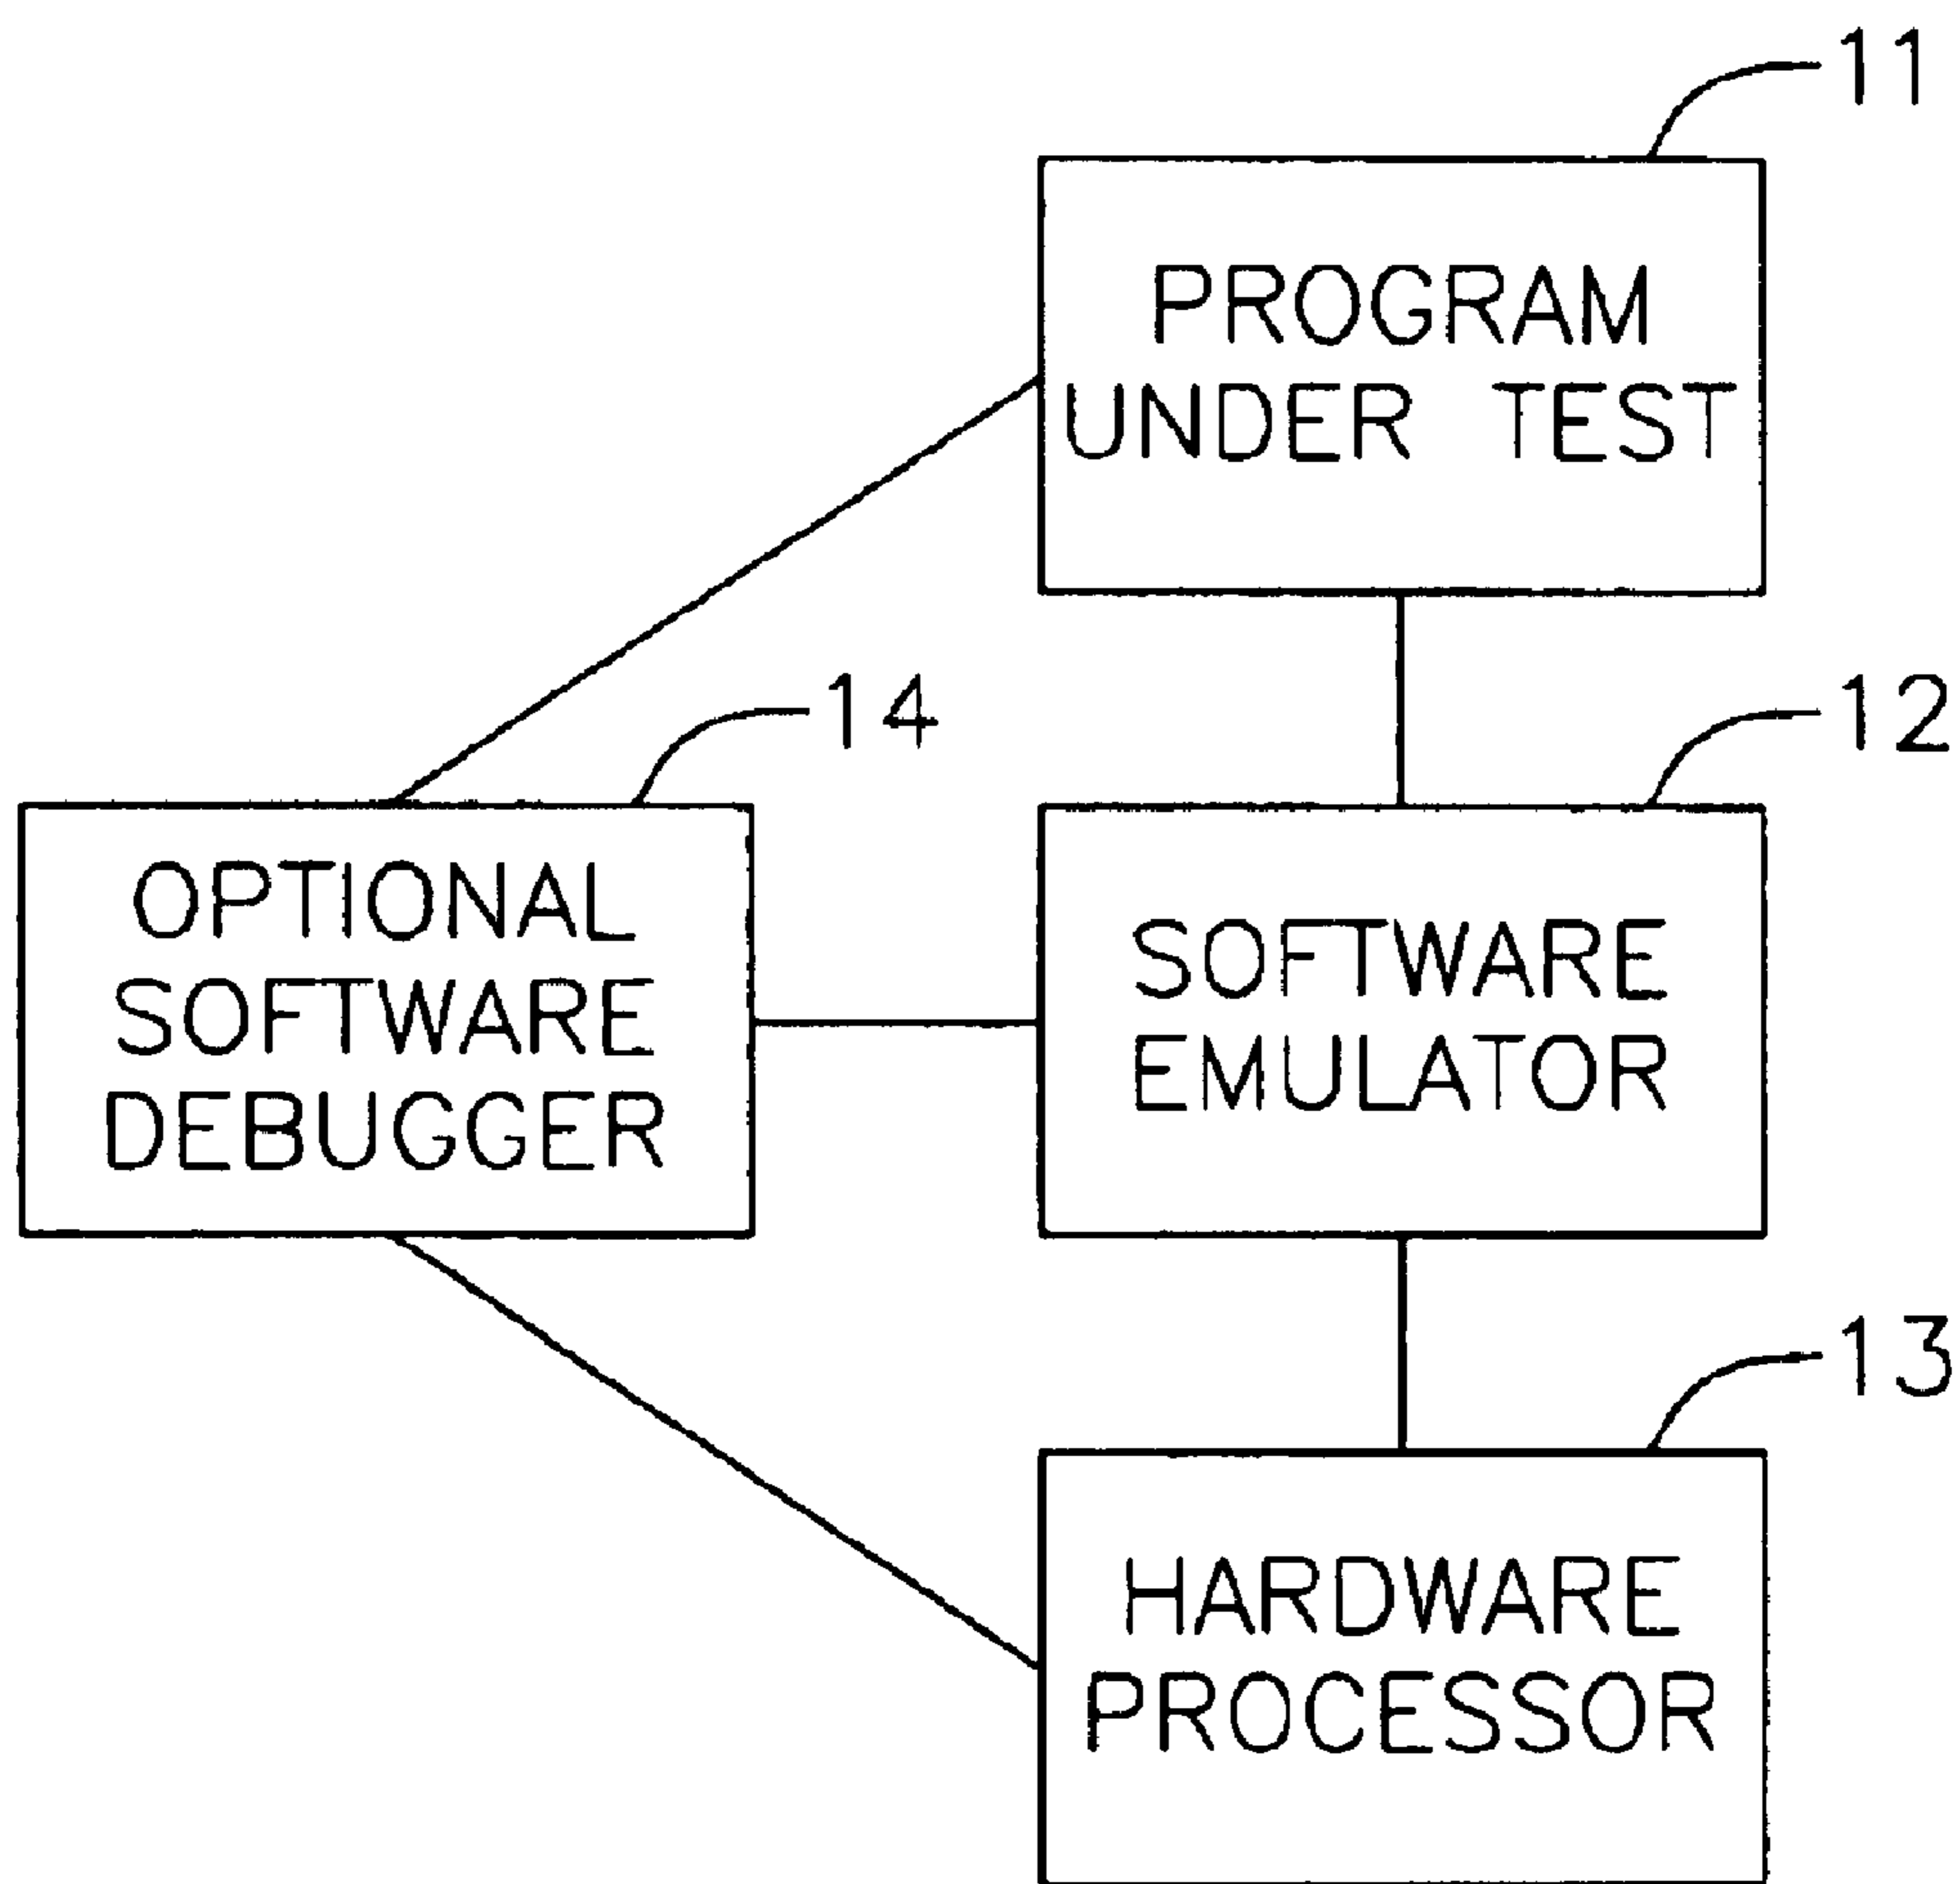 11
PROGRAM
UNDER TEST
14
12
OPTIONAL
SOFTWARE
DEBUGGER
SOFTWARE
EMULATOR
13
HARDWARE
PROCESSOR